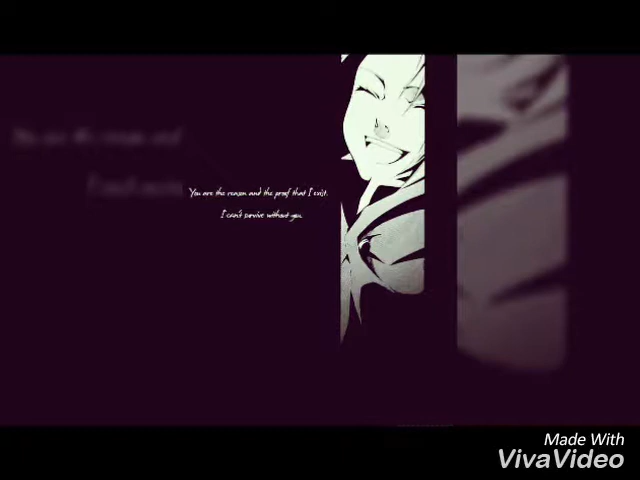 You are the reason and the proof that I exist.
I can't survive without you.
Made With
VivaVideo